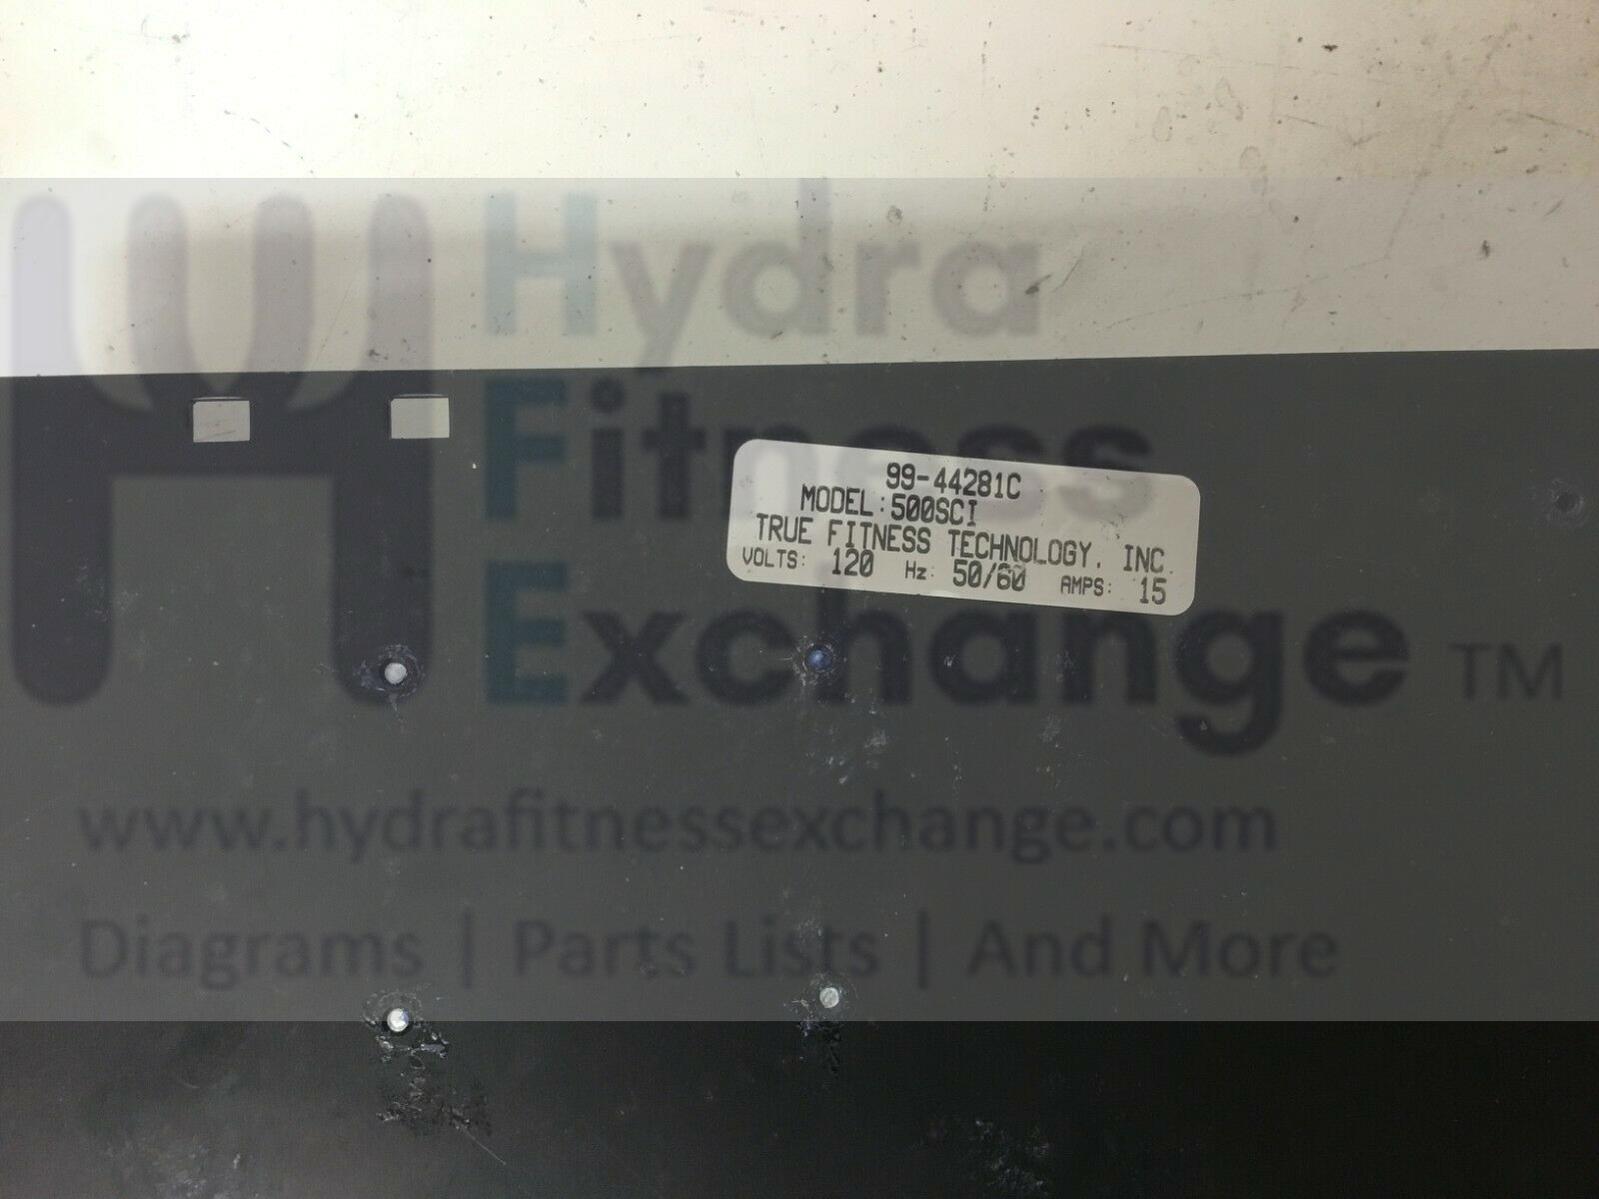 Hydra
Fitness
Exchange TM
99-44281C
MODEL:500SCI
TRUE FITNESS TECHNOLOGY, INC.
VOLTS: 120 Hz: 50/60 AMPS: 15
www.hydrafitnessexchange.com
Diagrams | Parts Lists | And More